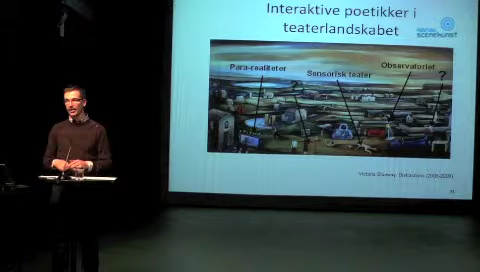 Interaktive poetikker i
teaterlandskabet
SCENEKUNST
Para-realiteter
Sensorisk teater
Observatoriet
?